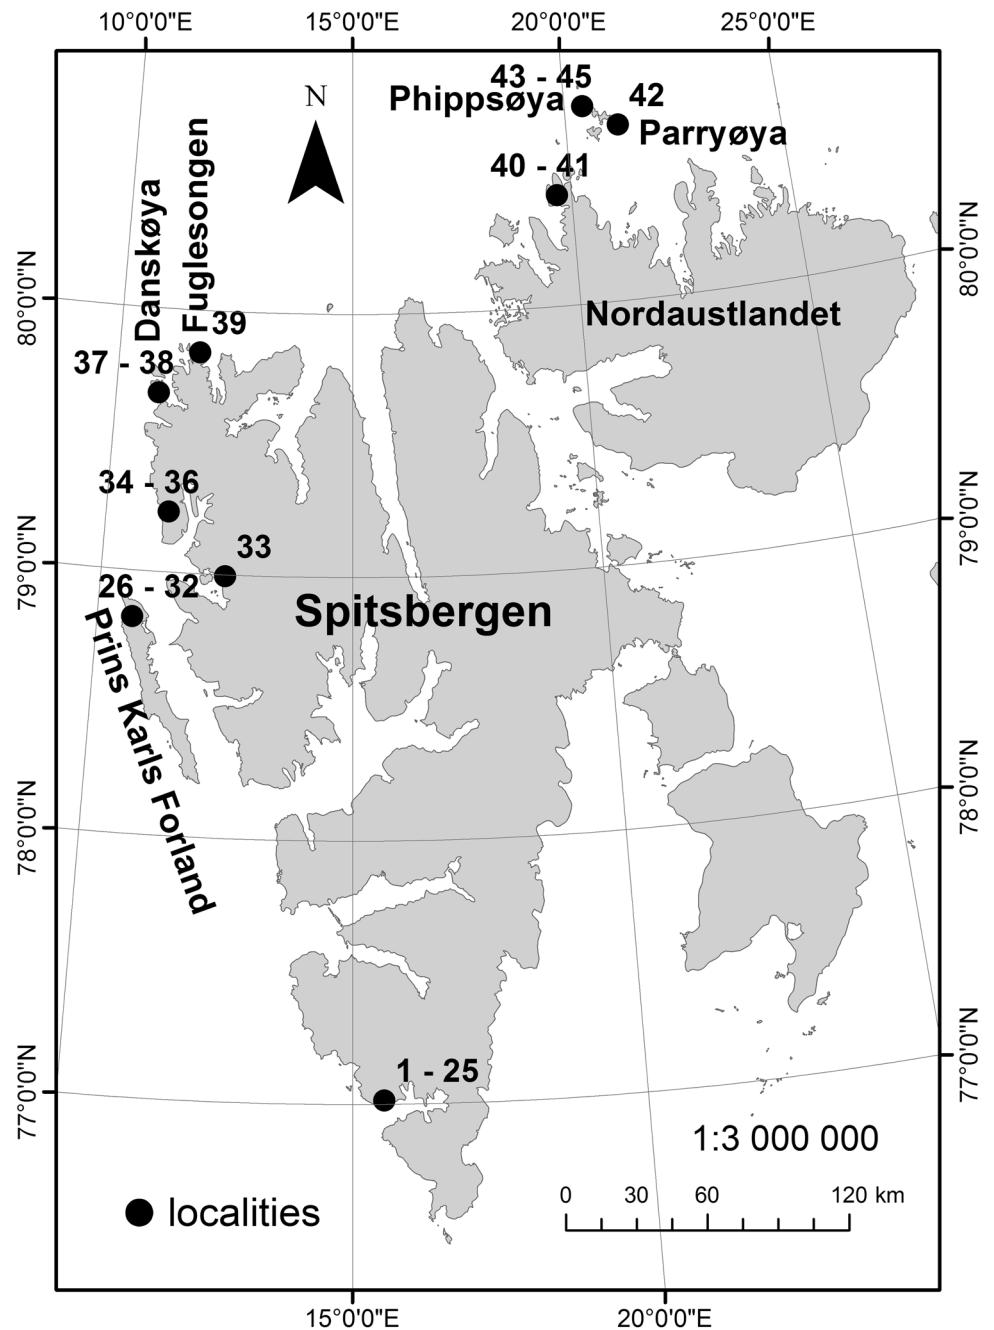 10°0'0"E
15°0'0"E
20°0'0"E
25°0'0"E
43 - 45
Phippsøya
42
Parryøya
N
40 - 41
Danskøya
Fuglesongen
80°0'0"N
80°0'0"N
39
Nordaustlandet
37 - 38
34 - 36
79°0'0"N
79°0'0"N
33
26 - 32
Spitsbergen
Prins Karls Forland
78°0'0"N
78°0'0"N
77°0'0"N
77°0'0"N
1 - 25
1:3 000 000
0 30 60 120 km
localities
15°0'0"E
20°0'0"E